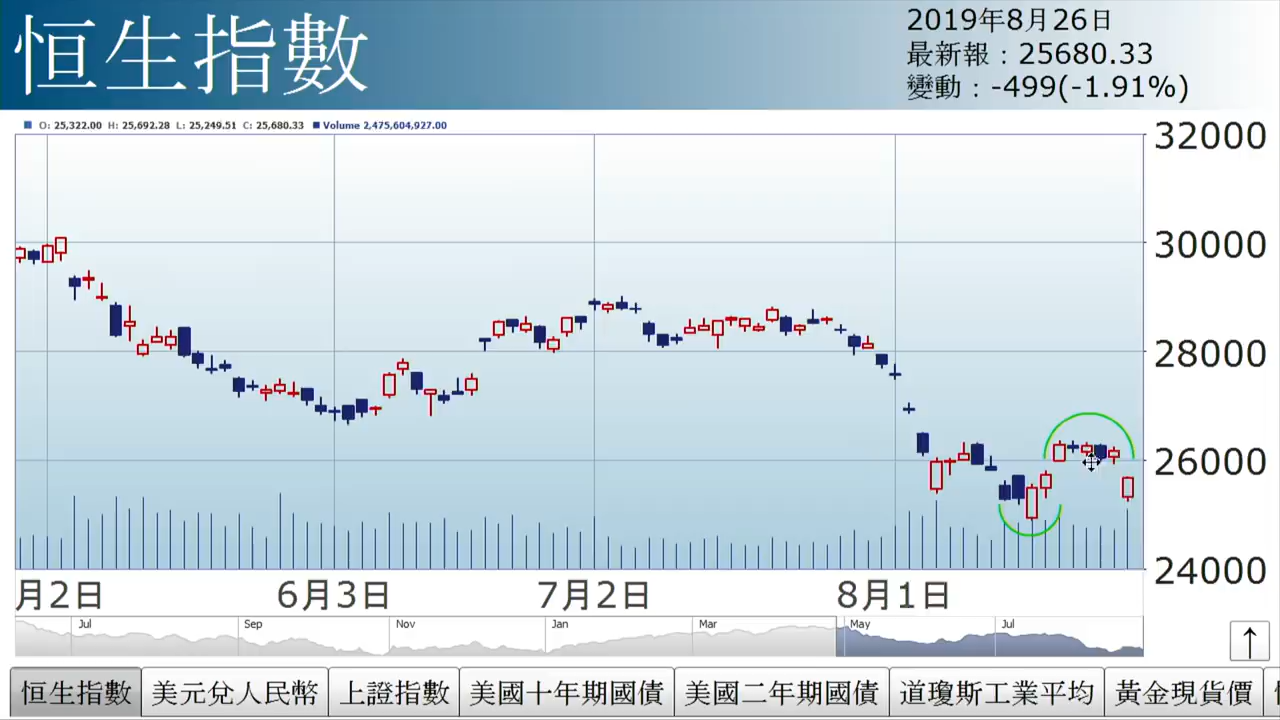 恒生指數
2019年8月26日
最新報：25680.33
變動：-499(-1.91%)
O: 25,322.00 H: 25,692.28 L: 25,249.51 C: 25,680.33 Volume 2,475,604,927.00
32000
30000
28000
26000
24000
月2日 6月3日 7月2日 8月1日
Jul Sep Nov Jan Mar May Jul
恒生指數 美元兌人民幣 上證指數 美國十年期國債 美國二年期國債 道瓊斯工業平均 黃金現貨價